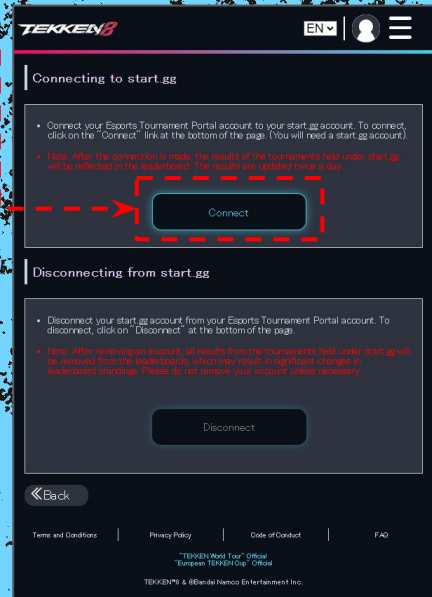 TEKKEN8
EN
Connecting to start.gg
• Connect your Esports Tournament Portal account to your start.gg account. To connect,
click on the "Connect" link at the bottom of the page. (You will need a start.gg account).
• Note: After the connection is made, the results of the tournaments held under start.gg
will be reflected in the leaderboard. The results are updated twice a day.
Connect
Disconnecting from start.gg
• Disconnect your start.gg account from your Esports Tournament Portal account. To
disconnect, click on "Disconnect" at the bottom of the page.
• Note: After removing an account, all results from the tournaments held under start.gg will
be removed from the leaderboards, which may result in significant changes in
leaderboard standings. Please do not remove your account unless necessary.
Disconnect
≪Back
Terms and Conditions | Privacy Policy | Code of Conduct | FAQ
"TEKKEN World Tour" Official
"European TEKKEN Cup" Official
TEKKEN™8 & ©Bandai Namco Entertainment Inc.